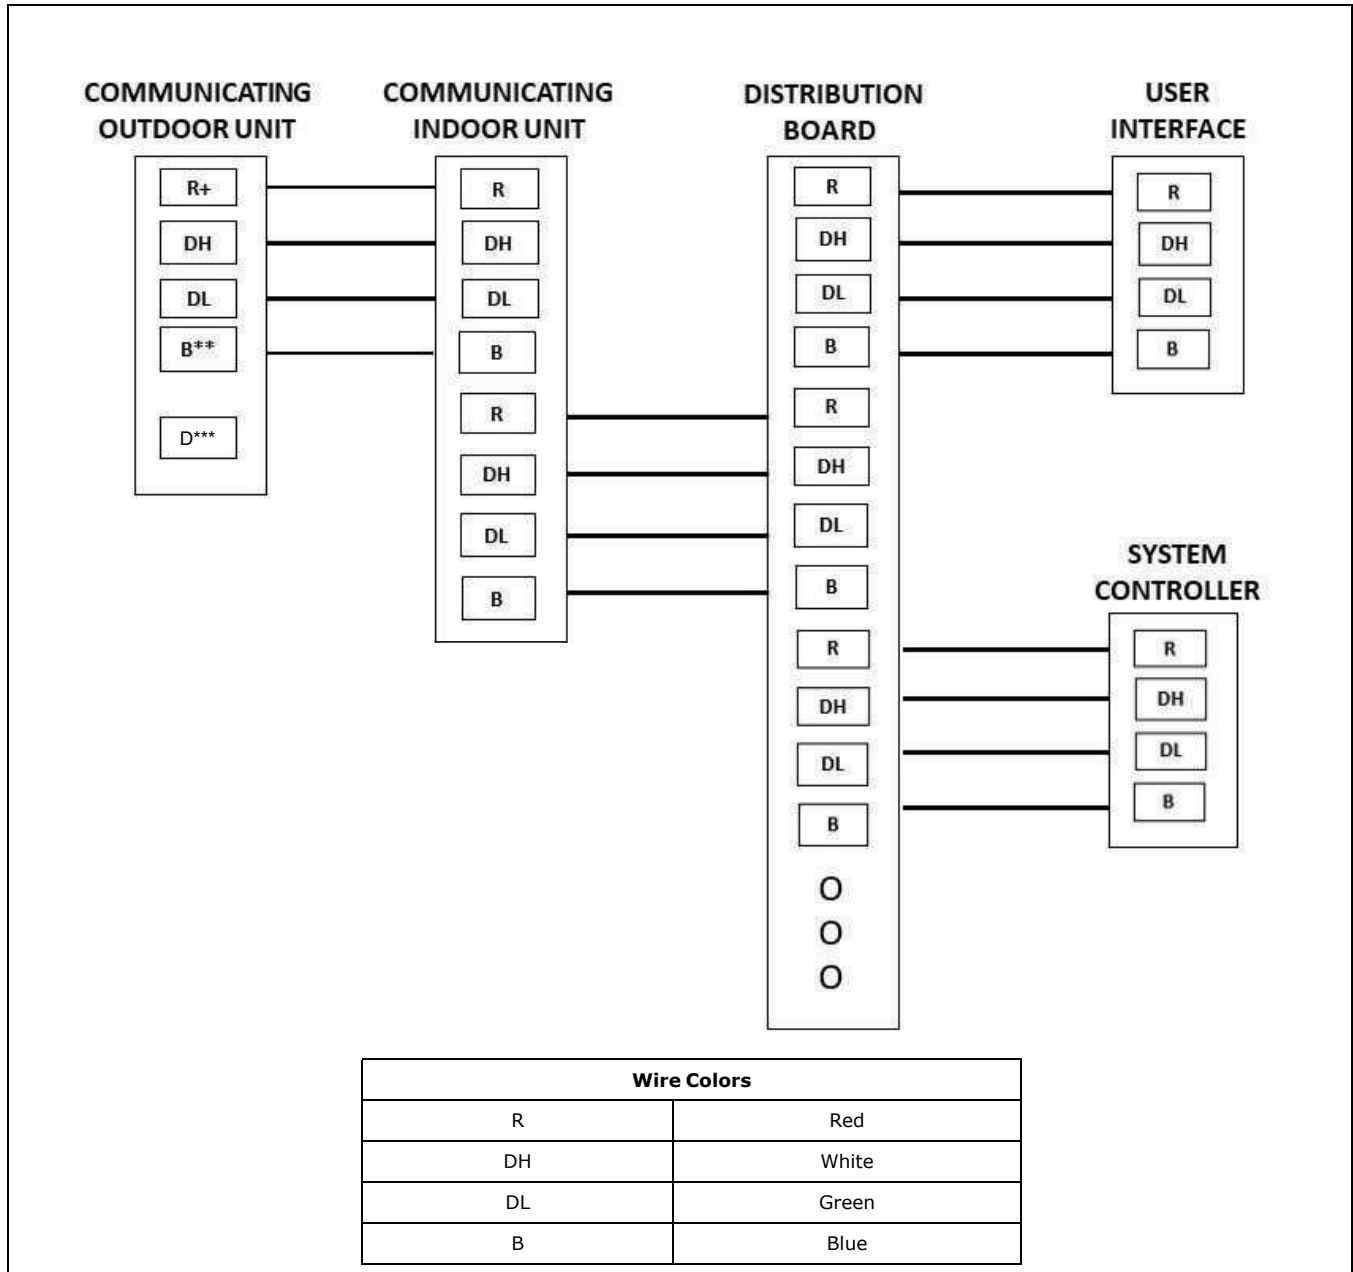 COMMUNICATING
OUTDOOR UNIT
R+
DH
DL
B**
D***
COMMUNICATING
INDOOR UNIT
R
DH
DL
B
R
DH
DL
B
DISTRIBUTION
BOARD
R
DH
DL
B
R
DH
DL
B
R
DH
DL
B
O
O
O
USER
INTERFACE
R
DH
DL
B
SYSTEM
CONTROLLER
R
DH
DL
B
Wire Colors
R Red
DH White
DL Green
B Blue